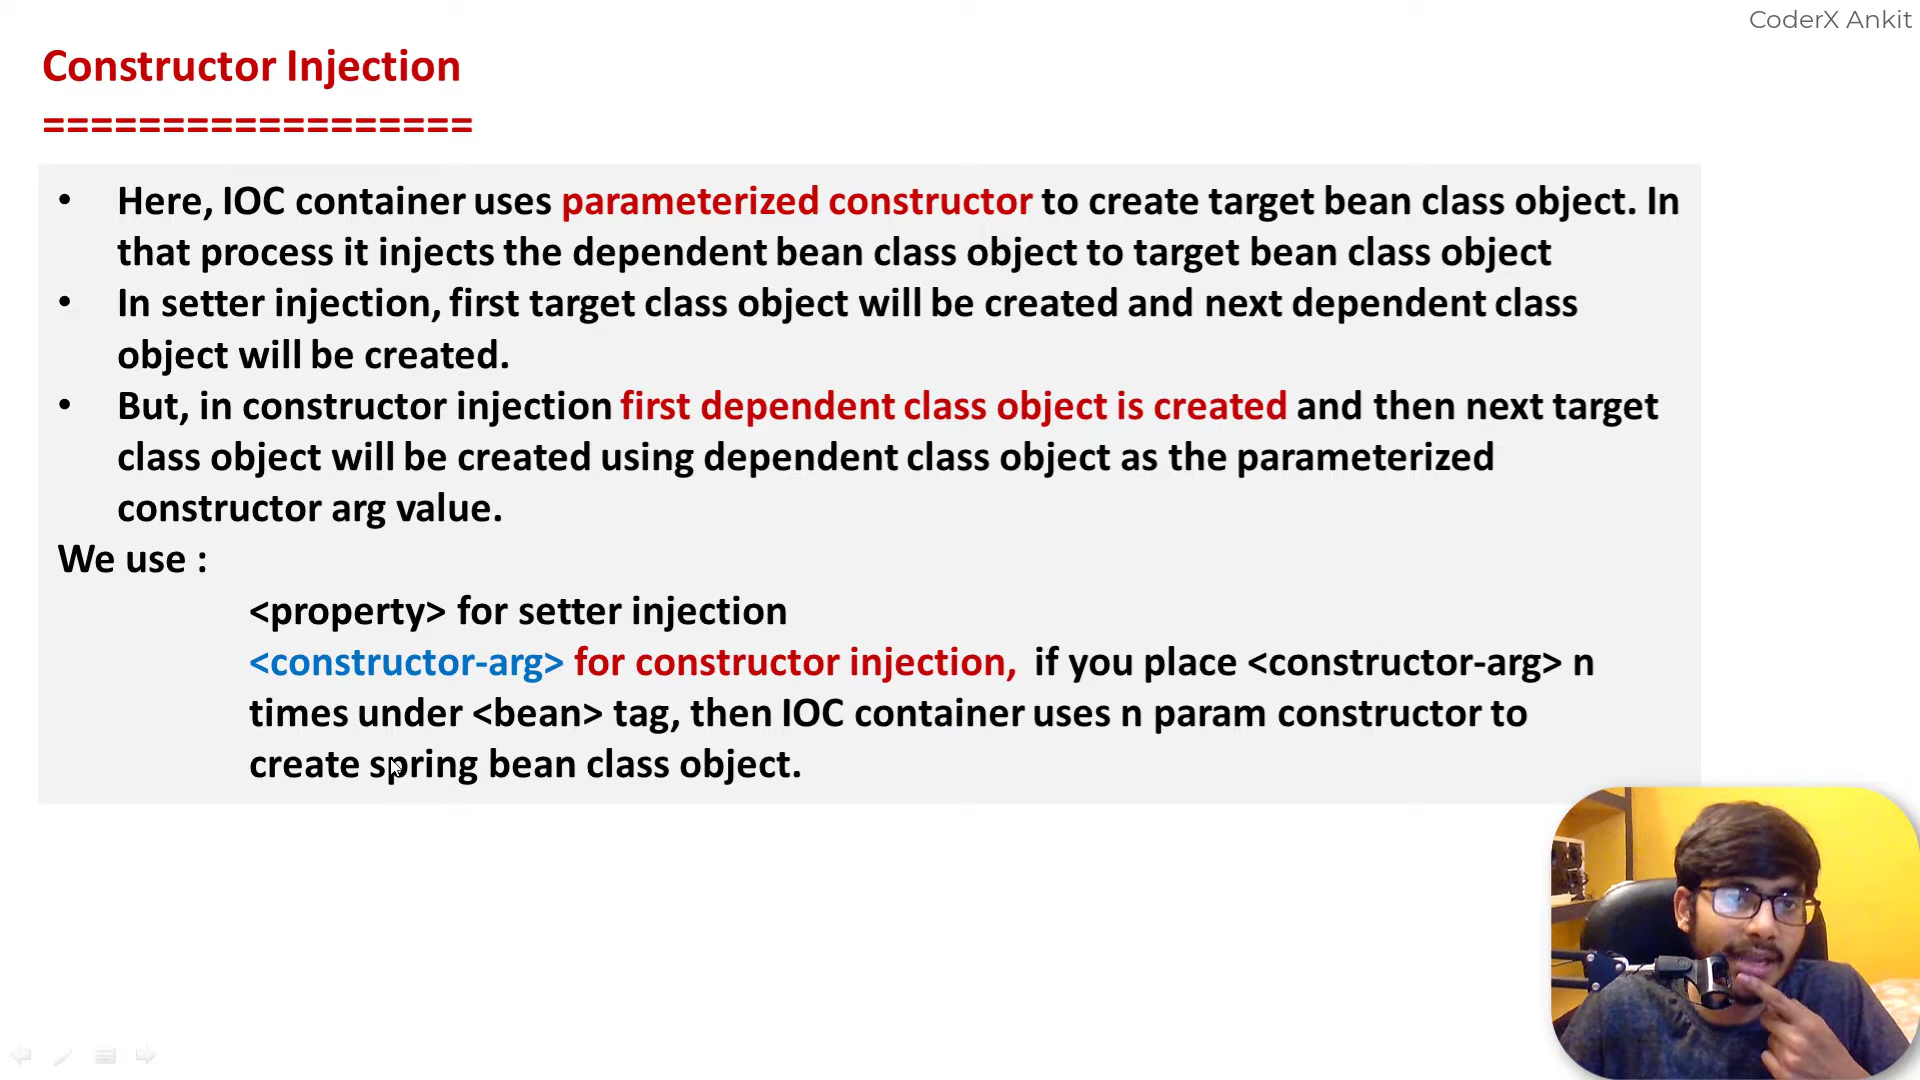 CoderX Ankit
Constructor Injection
==================
• Here, IOC container uses parameterized constructor to create target bean class object. In
that process it injects the dependent bean class object to target bean class object
• In setter injection, first target class object will be created and next dependent class
object will be created.
• But, in constructor injection first dependent class object is created and then next target
class object will be created using dependent class object as the parameterized
constructor arg value.
We use :
<property> for setter injection
<constructor-arg> for constructor injection, if you place <constructor-arg> n
times under <bean> tag, then IOC container uses n param constructor to
create spring bean class object.